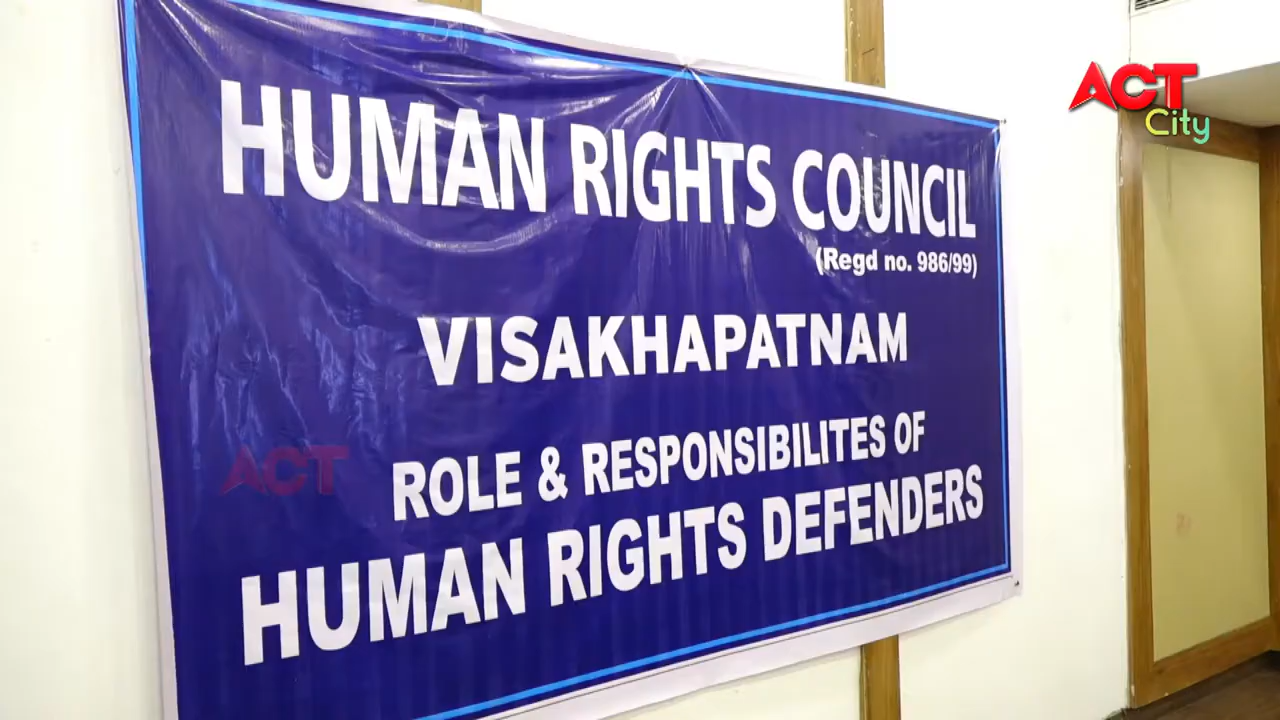 HUMAN RIGHTS COUNCIL
(Regd no. 986/99)
VISAKHAPATNAM
ROLE & RESPONSIBILITES OF
HUMAN RIGHTS DEFENDERS
ACT
City
ACT